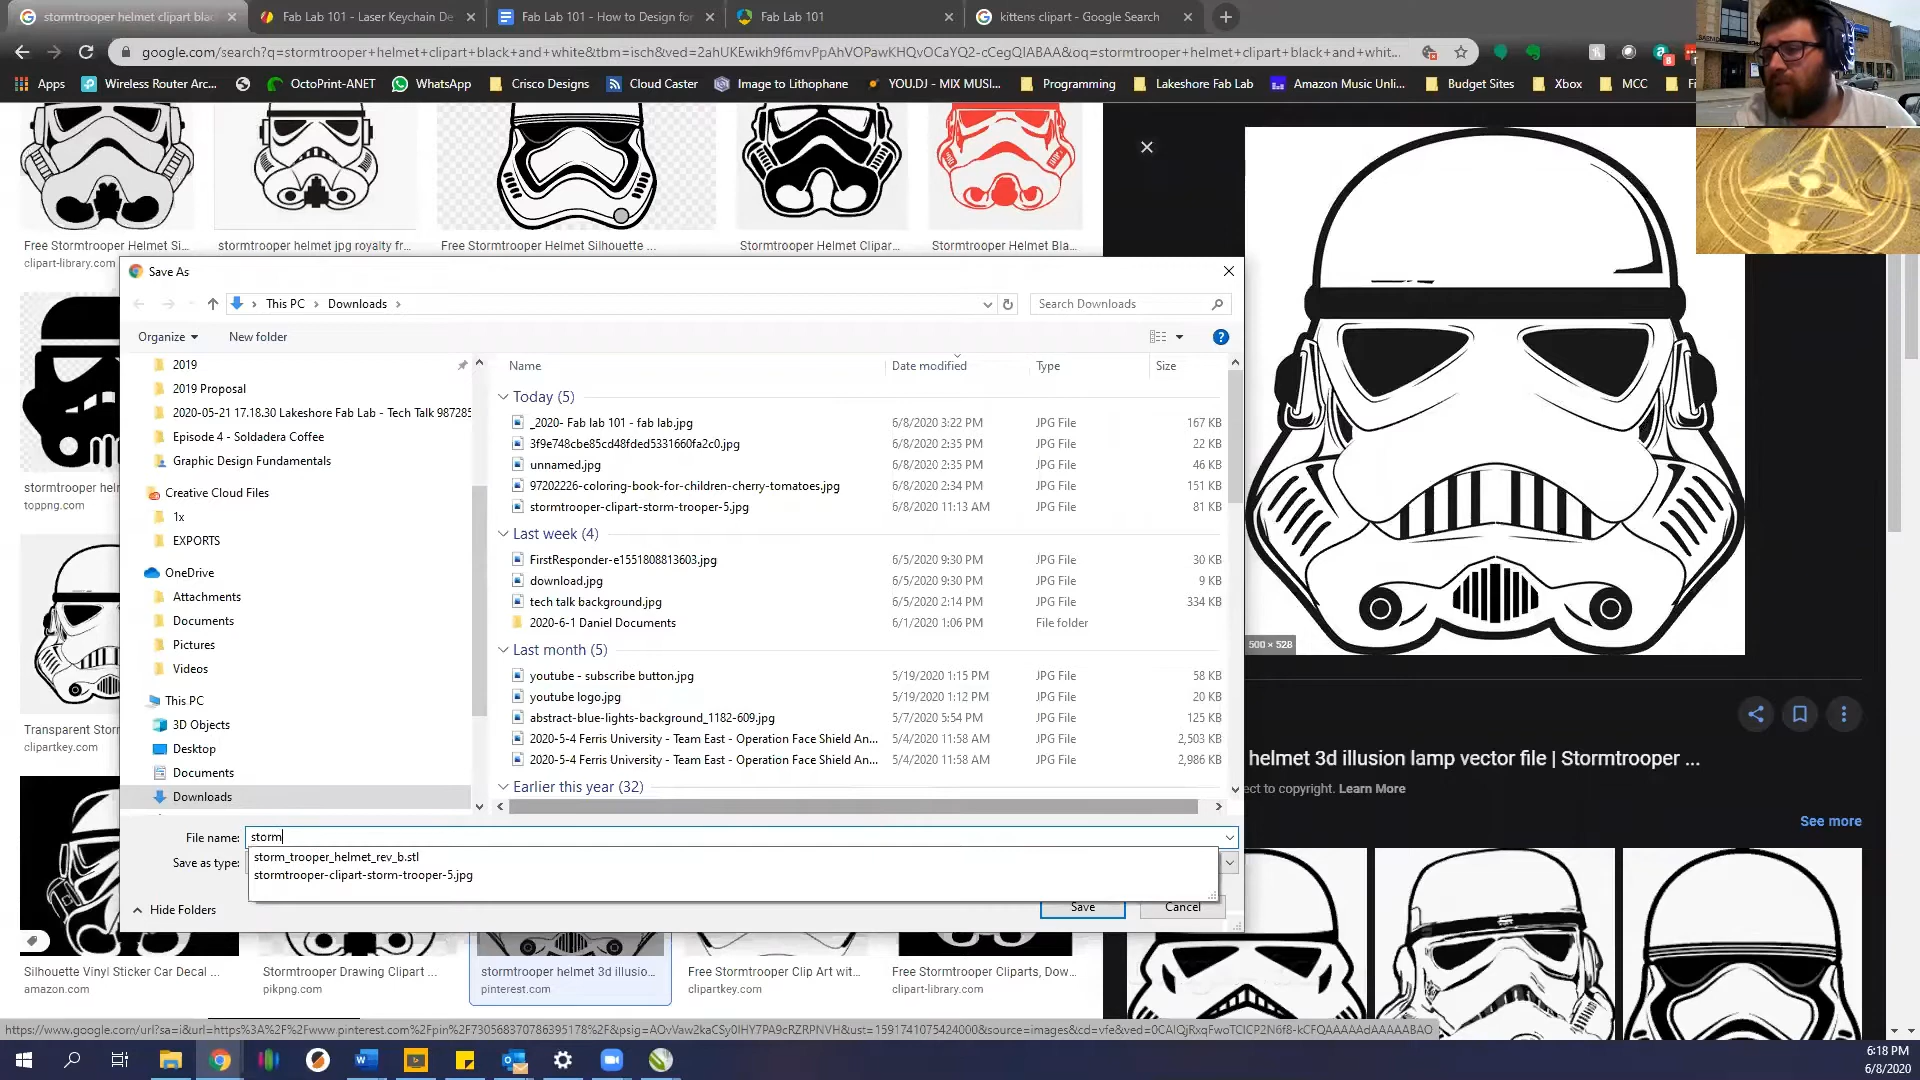 stormtrooper helmet clipart blac
Fab Lab 101 - Laser Keychain De
Fab Lab 101 - How to Design for
Fab Lab 101
kittens clipart - Google Search
google.com/search?q=stormtrooper+helmet+clipart+black+and+white&tbm=isch&ved=2ahUKEwikh9f6mvPpAhVOPawKHQvOCaYQ2-cCegQIABAA&oq=stormtrooper+helmet+clipart+black+and+whit...
Apps
Wireless Router Arc...
OctoPrint-ANET
WhatsApp
Crisco Designs
Cloud Caster
Image to Lithophane
YOU.DJ - MIX MUSI...
Programming
Lakeshore Fab Lab
Amazon Music Unli...
Budget Sites
Xbox
MCC
Free Stormtrooper Helmet Si...
clipart-library.com
stormtrooper helmet jpg royalty fr...
Free Stormtrooper Helmet Silhouette ...
Stormtrooper Helmet Clipar...
Stormtrooper Helmet Bla...
Save As
This PC
Downloads
Search Downloads
Organize
New folder
2019
2019 Proposal
2020-05-21 17.18.30 Lakeshore Fab Lab - Tech Talk 987285
Episode 4 - Soldadera Coffee
Graphic Design Fundamentals
Creative Cloud Files
1x
EXPORTS
OneDrive
Attachments
Documents
Pictures
Videos
This PC
3D Objects
Desktop
Documents
Downloads
Name Date modified Type Size
Today (5)
_2020- Fab lab 101 - fab lab.jpg 6/8/2020 3:22 PM JPG File 167 KB
3f9e748cbe85cd48fded5331660fa2c0.jpg 6/8/2020 2:35 PM JPG File 22 KB
unnamed.jpg 6/8/2020 2:35 PM JPG File 46 KB
97202226-coloring-book-for-children-cherry-tomatoes.jpg 6/8/2020 2:34 PM JPG File 151 KB
stormtrooper-clipart-storm-trooper-5.jpg 6/8/2020 11:13 AM JPG File 81 KB
Last week (4)
FirstResponder-e1551808813603.jpg 6/5/2020 9:30 PM JPG File 30 KB
download.jpg 6/5/2020 9:30 PM JPG File 9 KB
tech talk background.jpg 6/5/2020 2:14 PM JPG File 334 KB
2020-6-1 Daniel Documents 6/1/2020 1:06 PM File folder
Last month (5)
youtube - subscribe button.jpg 5/19/2020 1:15 PM JPG File 58 KB
youtube logo.jpg 5/19/2020 1:12 PM JPG File 20 KB
abstract-blue-lights-background_1182-609.jpg 5/7/2020 5:54 PM JPG File 125 KB
2020-5-4 Ferris University - Team East - Operation Face Shield An... 5/4/2020 11:58 AM JPG File 2,503 KB
2020-5-4 Ferris University - Team East - Operation Face Shield An... 5/4/2020 11:58 AM JPG File 2,986 KB
Earlier this year (32)
File name: storm
Save as type:
storm_trooper_helmet_rev_b.stl
stormtrooper-clipart-storm-trooper-5.jpg
Hide Folders
Save
Cancel
stormtrooper hel
toppng.com
Transparent Stor
clipartkey.com
500 × 528
helmet 3d illusion lamp vector file | Stormtrooper ...
ect to copyright. Learn More
See more
Silhouette Vinyl Sticker Car Decal ...
amazon.com
Stormtrooper Drawing Clipart ...
pikpng.com
stormtrooper helmet 3d illusio...
pinterest.com
Free Stormtrooper Clip Art wit...
clipartkey.com
Free Stormtrooper Cliparts, Dow...
clipart-library.com
6:18 PM
6/8/2020